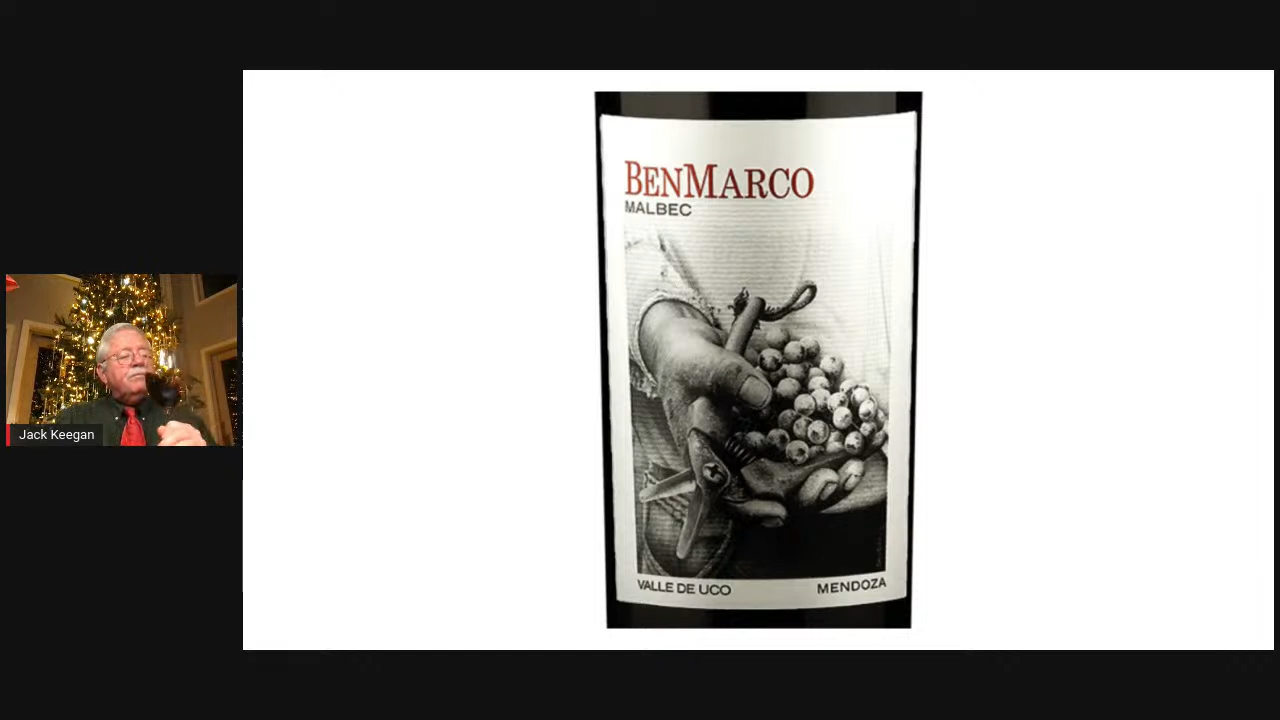 BENMARCO
MALBEC
Jack Keegan
VALLE DE UCO
MENDOZA